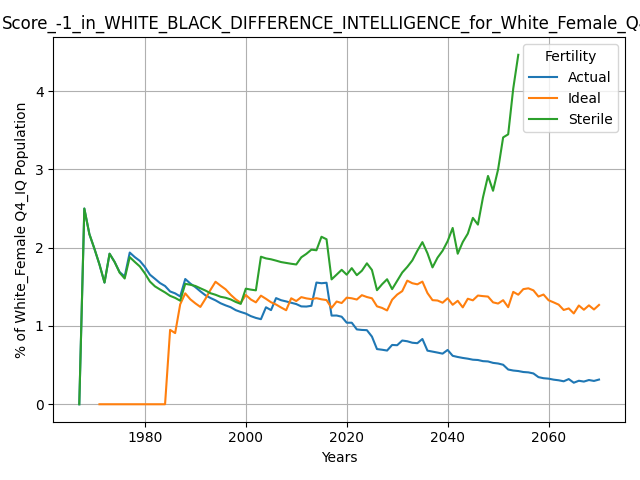 Score_-1_in_WHITE_BLACK_DIFFERENCE_INTELLIGENCE_for_White_Female_Q4
Fertility
Actual
Ideal
Sterile
% of White_Female Q4_IQ Population
4
3
2
1
0
1980 2000 2020 2040 2060
Years